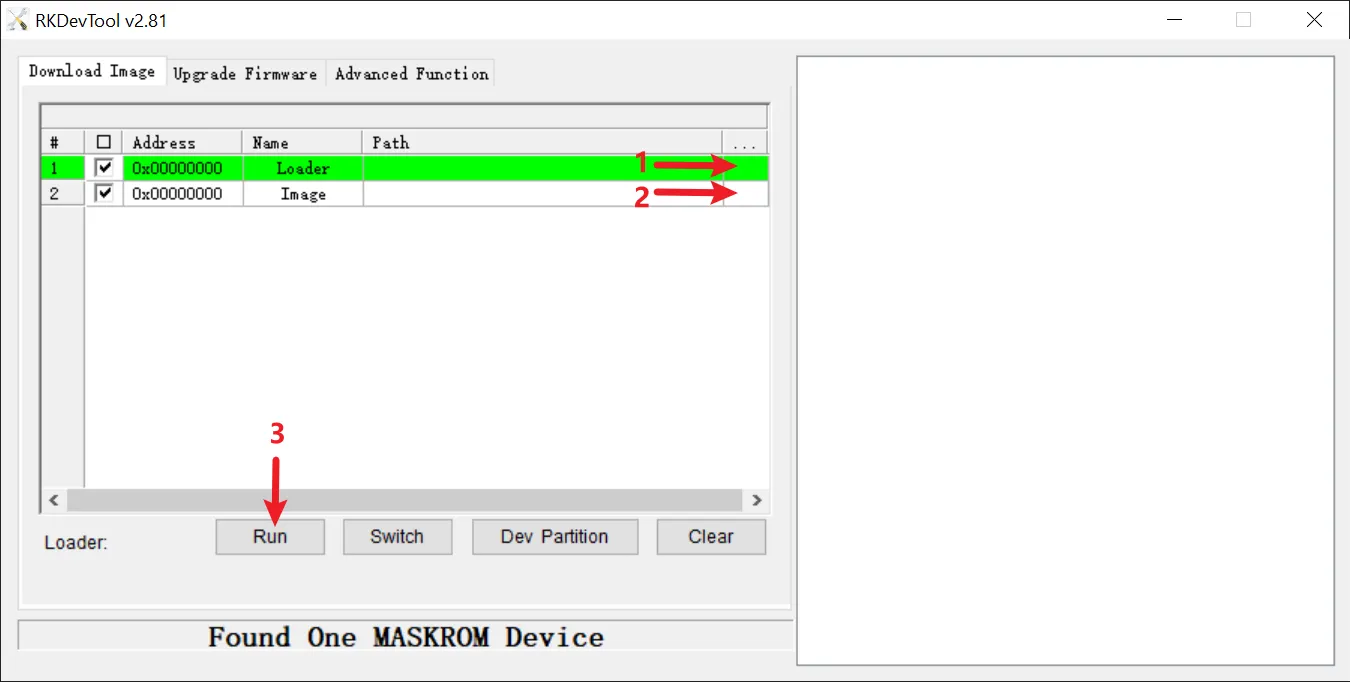 RKDevTool v2.81
Download Image Upgrade Firmware Advanced Function
# Address Name Path ...
1 0x00000000 Loader 1
2 0x00000000 Image 2
3
Loader: Run Switch Dev Partition Clear
Found One MASKROM Device